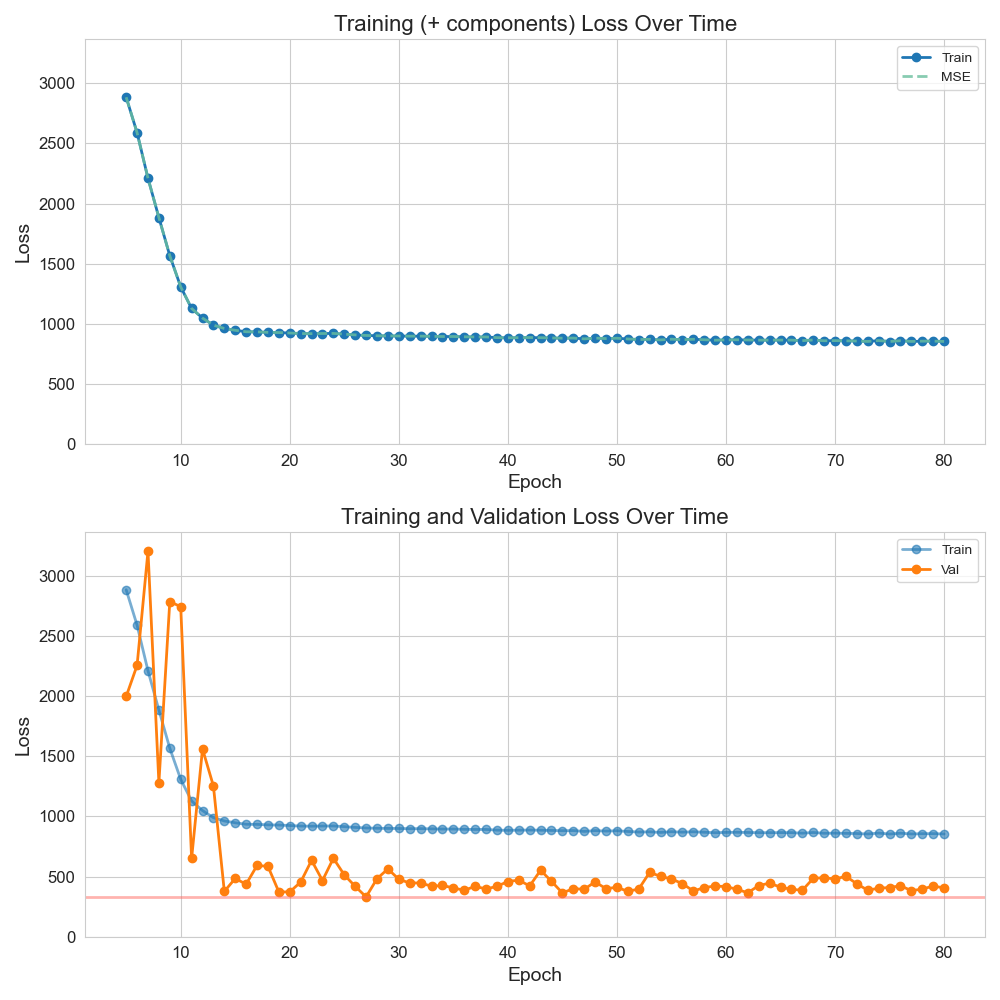 Training (+ components) Loss Over Time
Train
MSE
Loss
3000
2500
2000
1500
1000
500
0
10 20 30 40 50 60 70 80
Epoch
Training and Validation Loss Over Time
Train
Val
Loss
3000
2500
2000
1500
1000
500
0
10 20 30 40 50 60 70 80
Epoch